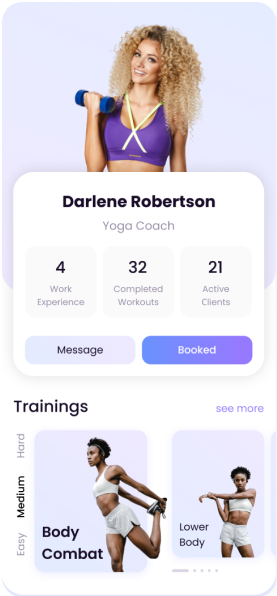 Darlene Robertson
Yoga Coach
4
Work
Experience
32
Completed
Workouts
21
Active
Clients
Message
Booked
Trainings
see more
Hard
Medium
Easy
Body
Combat
Lower
Body